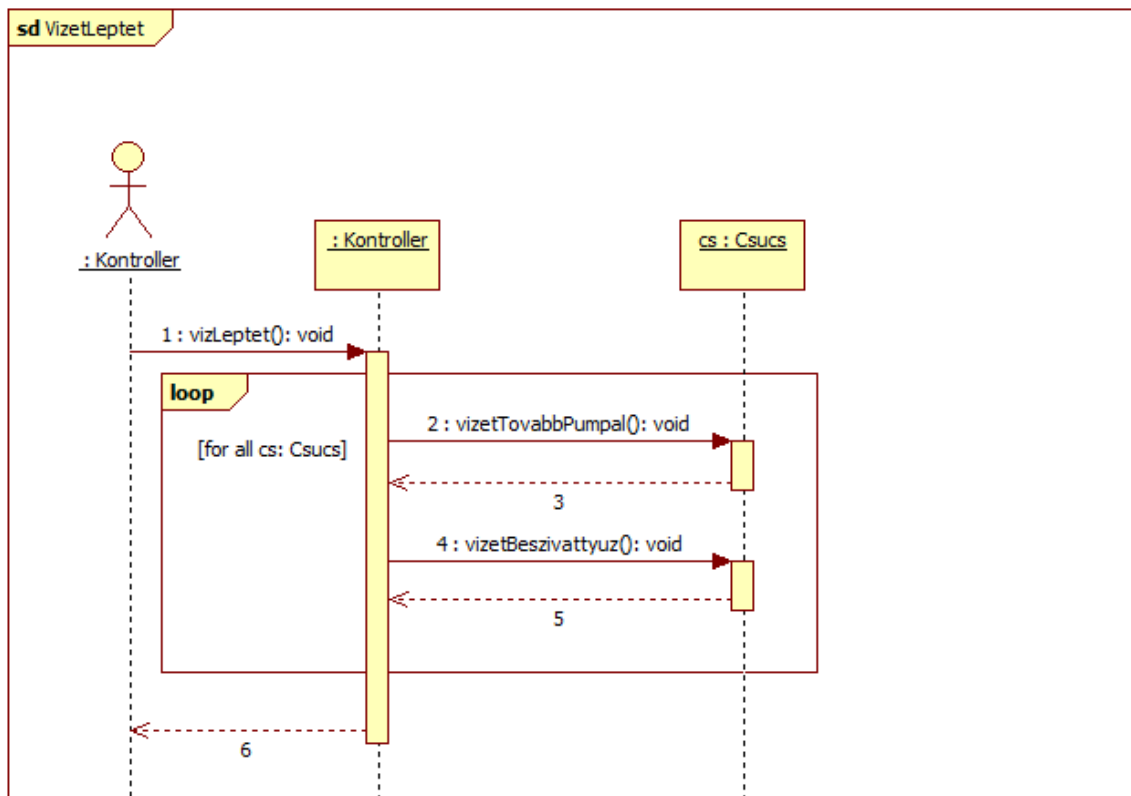 sd VizetLeptet
: Kontroller
: Kontroller
cs : Csucs
1 : vizLeptet(): void
loop
[for all cs: Csucs]
2 : vizetTovabbPumpal(): void
3
4 : vizetBeszivattyuz(): void
5
6